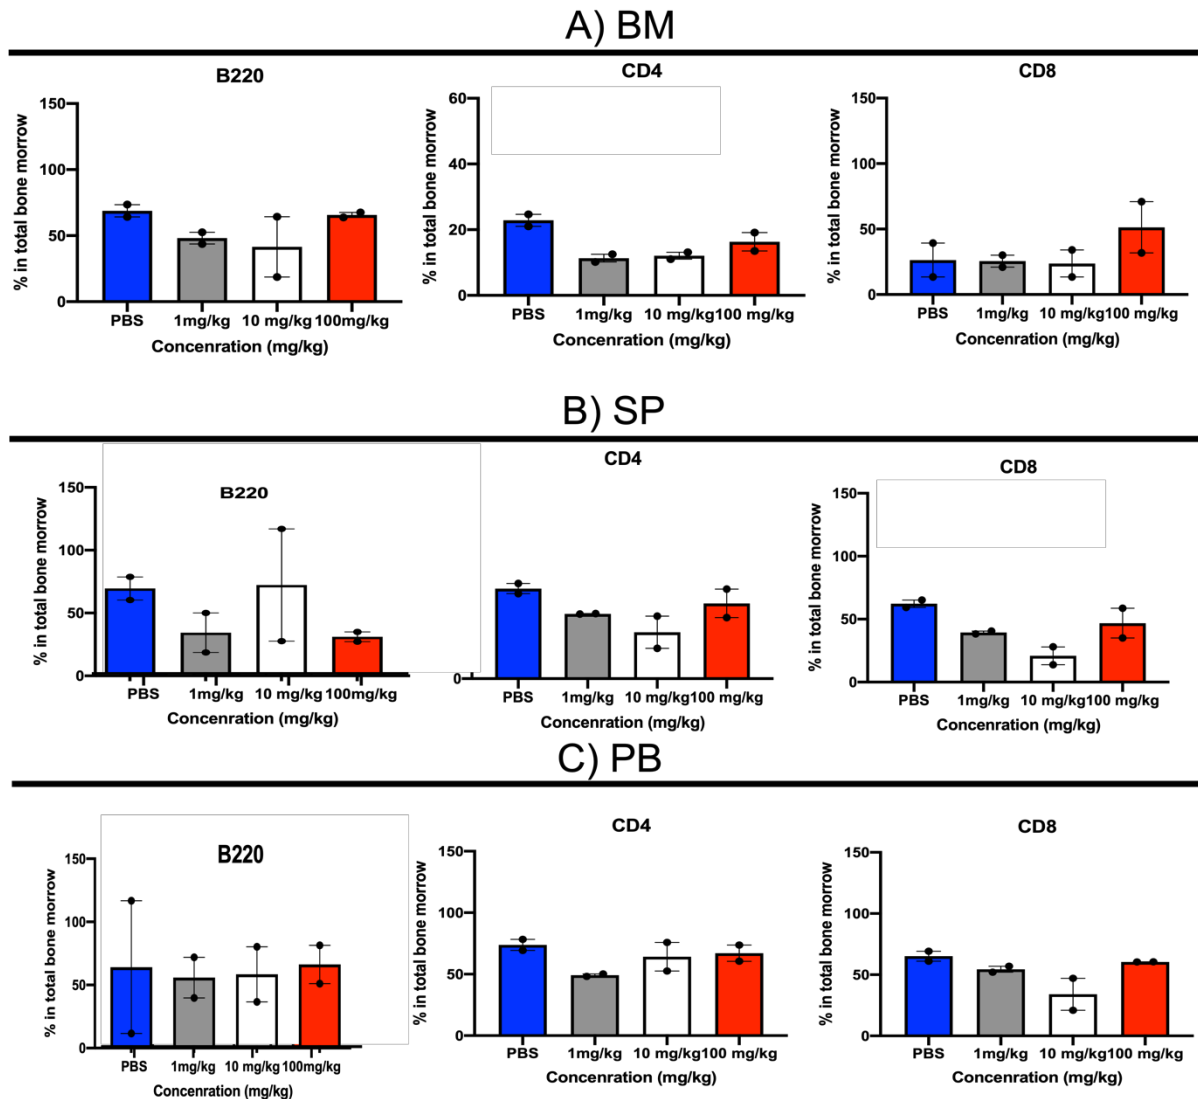 A) BM
B220
CD4
CD8
% in total bone morrow
150
100
50
0
PBS 1mg/kg 10 mg/kg 100mg/kg
Concenration (mg/kg)
% in total bone morrow
60
40
20
0
PBS 1mg/kg 10 mg/kg 100 mg/kg
Concenration (mg/kg)
% in total bone morrow
150
100
50
0
PBS 1mg/kg 10 mg/kg 100 mg/kg
Concenration (mg/kg)
B) SP
B220
CD4
CD8
% in total bone morrow
150
100
50
0
PBS 1mg/kg 10 mg/kg 100mg/kg
Concenration (mg/kg)
0
PBS 1mg/kg 10 mg/kg 100 mg/kg
Concenration (mg/kg)
% in total bone morrow
150
100
50
0
PBS 1mg/kg 10 mg/kg 100 mg/kg
Concenration (mg/kg)
C) PB
B220
CD4
CD8
% in total bone morrow
150
100
50
0
PBS 1mg/kg 10 mg/kg 100mg/kg
Concenration (mg/kg)
% in total bone morrow
150
100
50
0
PBS 1mg/kg 10 mg/kg 100 mg/kg
Concenration (mg/kg)
% in total bone morrow
150
100
50
0
PBS 1mg/kg 10 mg/kg 100 mg/kg
Concenration (mg/kg)